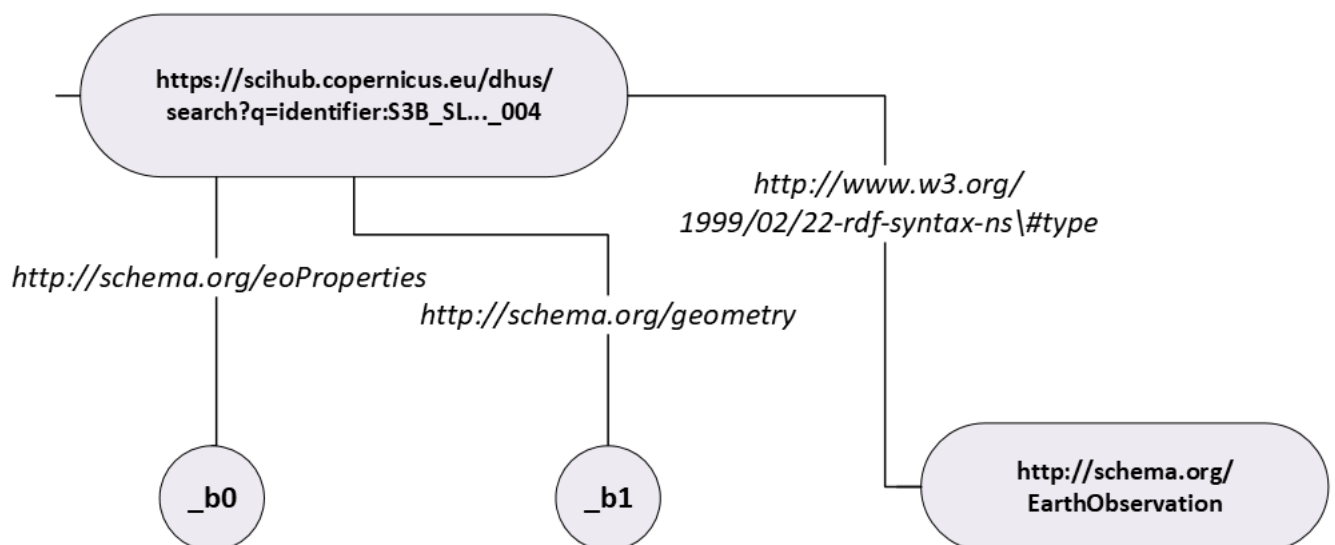 https://scihub.copernicus.eu/dhus/
search?q=identifier:S3B_SL..._004
http://www.w3.org/
1999/02/22-rdf-syntax-ns\#type
http://schema.org/eoProperties
http://schema.org/geometry
_b0
_b1
http://schema.org/
EarthObservation